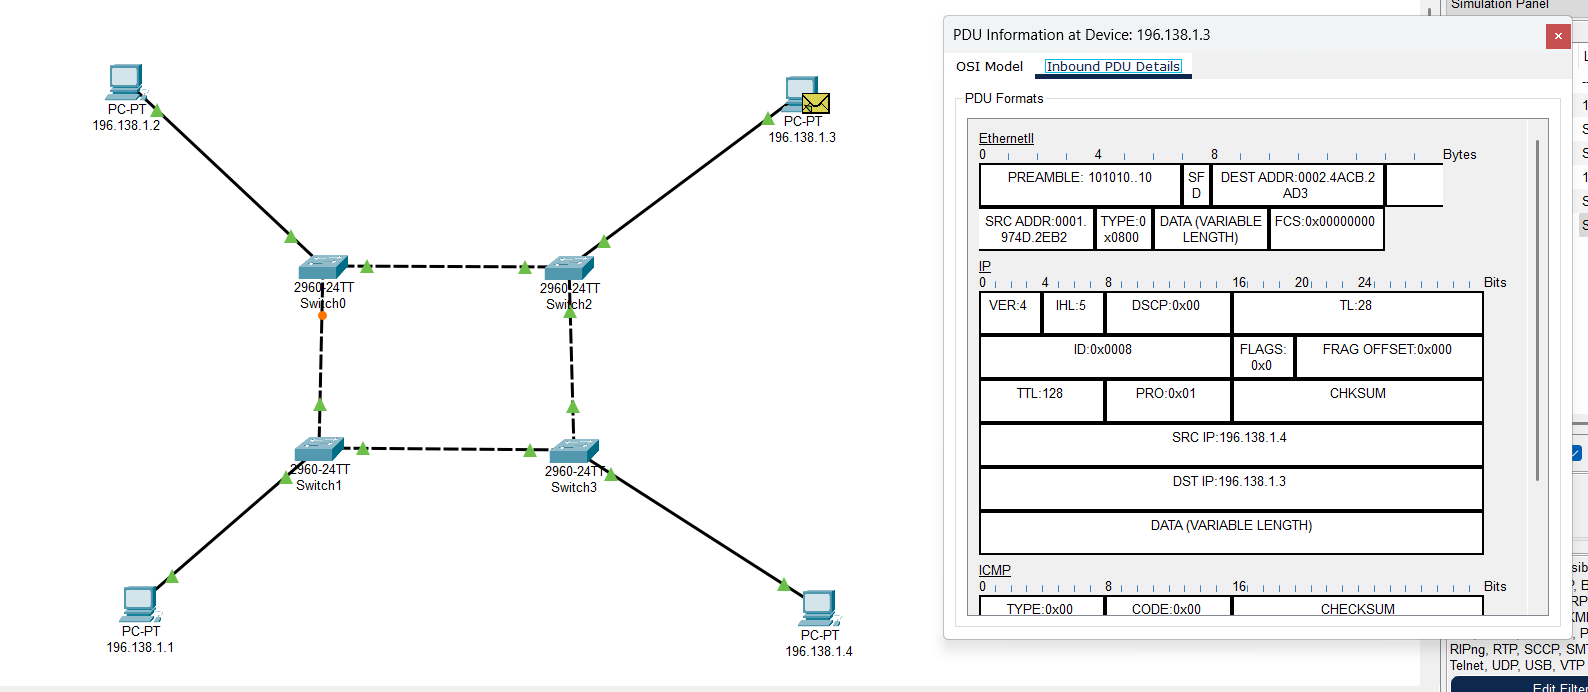 Simulation Panel
PC-PT
196.138.1.2
PC-PT
196.138.1.3
2960-24TT
Switch0
2960-24TT
Switch2
2960-24TT
Switch1
2960-24TT
Switch3
PC-PT
196.138.1.1
PC-PT
196.138.1.4
PDU Information at Device: 196.138.1.3
OSI Model Inbound PDU Details
PDU Formats
EthernetII
0 4 8 Bytes
PREAMBLE: 101010..10
SF
D
DEST ADDR:0002.4ACB.2
AD3
SRC ADDR:0001.
974D.2EB2
TYPE:0
x0800
DATA (VARIABLE
LENGTH)
FCS:0x00000000
IP
0 4 8 16 20 24 Bits
VER:4 IHL:5 DSCP:0x00 TL:28
ID:0x0008
FLAGS:
0x0
FRAG OFFSET:0x000
TTL:128 PRO:0x01 CHKSUM
SRC IP:196.138.1.4
DST IP:196.138.1.3
DATA (VARIABLE LENGTH)
ICMP
0 8 16 Bits
TYPE:0x00 CODE:0x00 CHECKSUM
RIPng, RTP, SCCP, SMT
Telnet, UDP, USB, VTP
Edit Filter